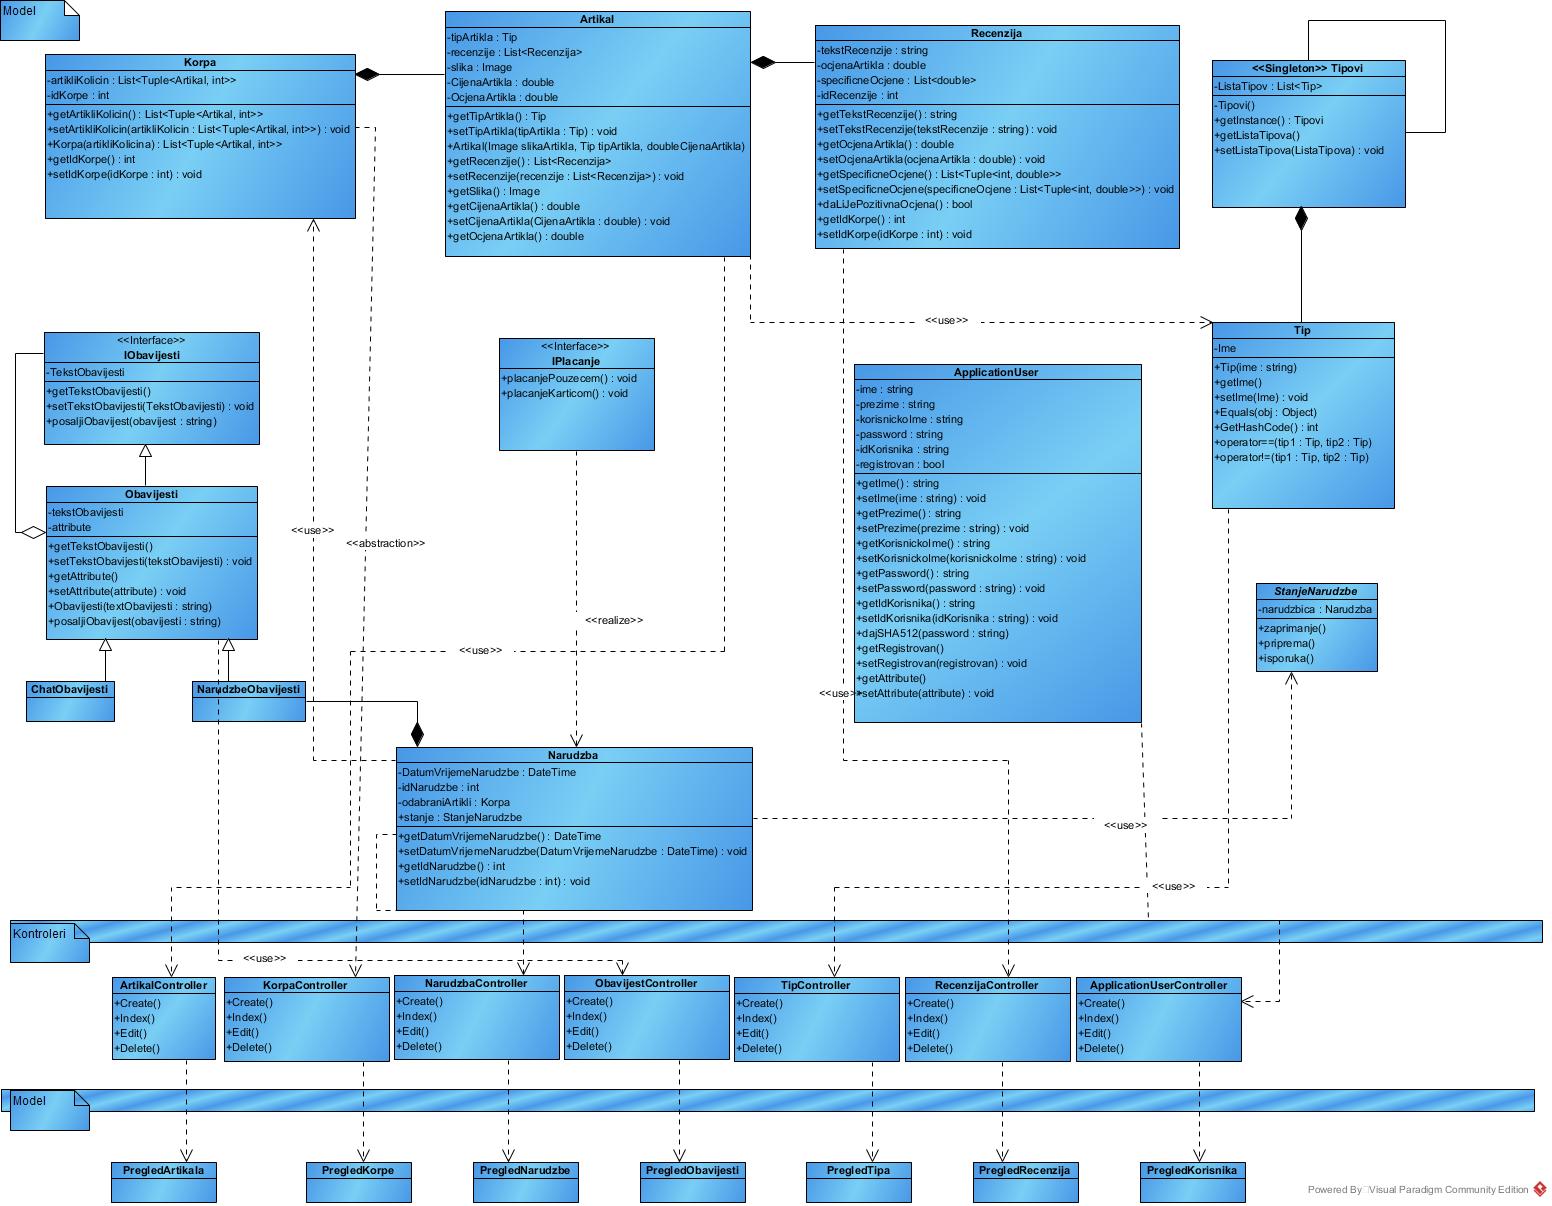 Model
Korpa
-artikliKolicin : List<Tuple<Artikal, int>>
-idKorpe : int
+getArtikliKolicin() : List<Tuple<Artikal, int>>
+setArtikliKolicin(artikliKolicin : List<Tuple<Artikal, int>>) : void
+Korpa(artikliKolicina) : List<Tuple<Artikal, int>>
+getIdKorpe() : int
+setIdKorpe(idKorpe : int) : void
Artikal
-tipArtikla : Tip
-recenzije : List<Recenzija>
-slika : Image
-CijenaArtikla : double
-OcjenaArtikla : double
+getTipArtikla() : Tip
+setTipArtikla(tipArtikla : Tip) : void
+Artikal(Image slikaArtikla, Tip tipArtikla, doubleCijenaArtikla)
+getRecenzije() : List<Recenzija>
+setRecenzije(recenzije : List<Recenzija>) : void
+getSlika() : Image
+getCijenaArtikla() : double
+setCijenaArtikla(CijenaArtikla : double) : void
+getOcjenaArtikla() : double
Recenzija
-tekstRecenzije : string
-ocjenaArtikla : double
-specificneOcjene : List<double>
-idRecenzije : int
+getTekstRecenzije() : string
+setTekstRecenzije(tekstRecenzije : string) : void
+getOcjenaArtikla() : double
+setOcjenaArtikla(ocjenaArtikla : double) : void
+getSpecificneOcjene() : List<Tuple<int, double>>
+setSpecificneOcjene(specificneOcjene : List<Tuple<int, double>>) : void
+daLiJePozitivnaOcjena() : bool
+getIdKorpe() : int
+setIdKorpe(idKorpe : int) : void
<<Singleton>> Tipovi
-ListaTipov : List<Tip>
-Tipovi()
+getInstance() : Tipovi
+getListaTipova()
+setListaTipova(ListaTipova) : void
<<use>>
<<Interface>>
IObavijesti
-TekstObavijesti
+getTekstObavijesti()
+setTekstObavijesti(TekstObavijesti) : void
+posaljiObavijest(obavijest : string)
<<Interface>>
IPlacanje
+placanjePouzecem() : void
+placanjeKarticom() : void
ApplicationUser
-ime : string
-prezime : string
-korisnickoIme : string
-password : string
-idKorisnika : string
-registrovan : bool
+getIme() : string
+setIme(ime : string) : void
+getPrezime() : string
+setPrezime(prezime : string) : void
+getKorisnickoIme() : string
+setKorisnickoIme(korisnickoIme : string) : void
+getPassword() : string
+setPassword(password : string) : void
+getIdKorisnika() : string
+setIdKorisnika(idKorisnika : string) : void
+dajSHA512(password : string)
+getRegistrovan()
+setRegistrovan(registrovan) : void
+getAttribute()
+setAttribute(attribute) : void
Tip
-Ime
+Tip(ime : string)
+getIme()
+setIme(Ime) : void
+Equals(obj : Object)
+GetHashCode() : int
+operator==(tip1 : Tip, tip2 : Tip)
+operator!=(tip1 : Tip, tip2 : Tip)
Obavijesti
-tekstObavijesti
-attribute
+getTekstObavijesti()
+setTekstObavijesti(tekstObavijesti) : void
+getAttribute()
+setAttribute(attribute) : void
+Obavijesti(textObavijesti : string)
+posaljiObavijest(obavijesti : string)
<<use>>
<<abstraction>>
<<realize>>
<<use>>
<<use>>
StanjeNarudzbe
-narudzbica : Narudzba
+zaprimanje()
+priprema()
+isporuka()
ChatObavijesti
NarudzbeObavijesti
Narudzba
-DatumVrijemeNarudzbe : DateTime
-idNarudzbe : int
-odabraniArtikli : Korpa
+stanje : StanjeNarudzbe
+getDatumVrijemeNarudzbe() : DateTime
+setDatumVrijemeNarudzbe(DatumVrijemeNarudzbe : DateTime) : void
+getIdNarudzbe() : int
+setIdNarudzbe(idNarudzbe : int) : void
<<use>>
<<use>>
Kontroleri
<<use>>
ArtikalController
+Create()
+Index()
+Edit()
+Delete()
KorpaController
+Create()
+Index()
+Edit()
+Delete()
NarudzbaController
+Create()
+Index()
+Edit()
+Delete()
ObavijestController
+Create()
+Index()
+Edit()
+Delete()
TipController
+Create()
+Index()
+Edit()
+Delete()
RecenzijaController
+Create()
+Index()
+Edit()
+Delete()
ApplicationUserController
+Create()
+Index()
+Edit()
+Delete()
Model
PregledArtikala
PregledKorpe
PregledNarudzbe
PregledObavijesti
PregledTipa
PregledRecenzija
PregledKorisnika
Powered By Visual Paradigm Community Edition